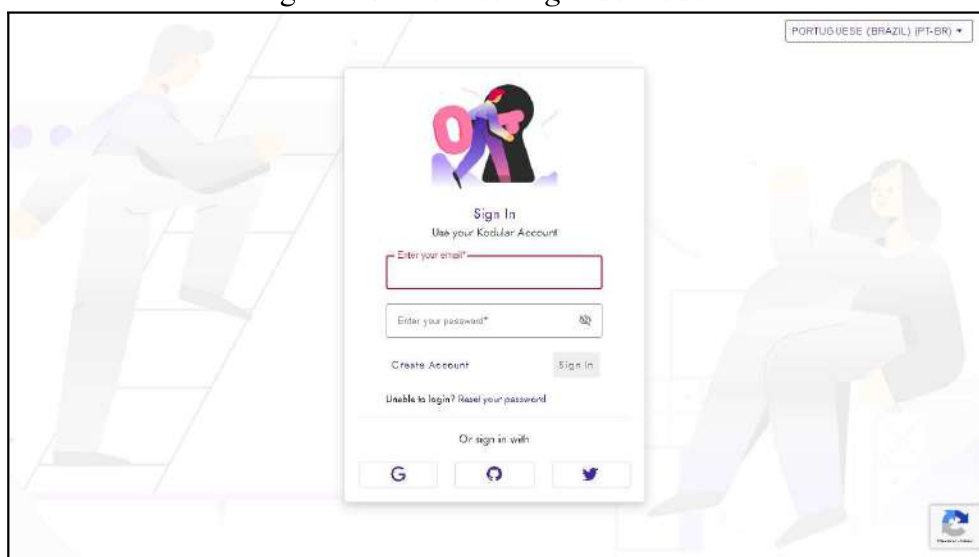 PORTUGUESE (BRAZIL) (PT-BR)
Sign In
Use your Kodular Account
Enter your email*
Enter your password*
Create Account
Sign In
Unable to login? Reset your password
Or sign in with
G